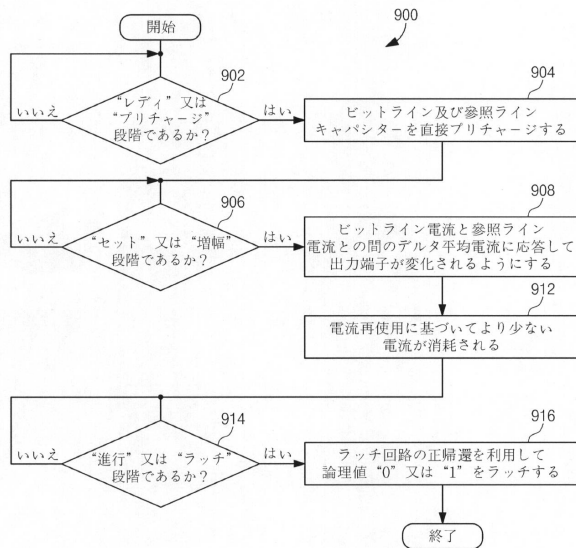 900
開始
902
“レディ” 又は
“プリチャージ”
段階であるか？
いいえ
はい
904
ビットライン及び參照ライン
キャパシタ－を直接プリチャージする
906
“セット” 又は “増幅”
段階であるか？
いいえ
はい
908
ビットライン電流と參照ライン
電流との間のデルタ平均電流に応答して
出力端子が変化されるようにする
912
電流再使用に基づいてより少ない
電流が消耗される
914
“進行” 又は “ラッチ”
段階であるか？
いいえ
はい
916
ラッチ回路の正帰還を利用して
論理値 “0” 又は “1” をラッチする
終了